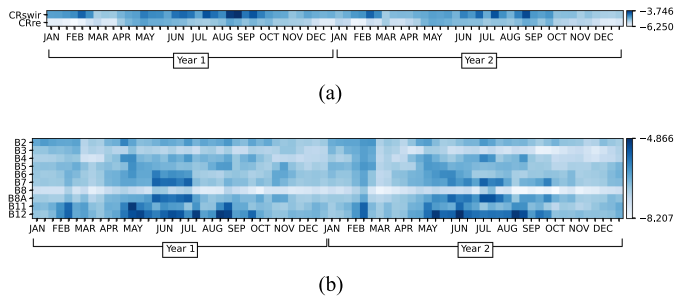 CRswir
CRre
−3.746
−6.250
JAN FEB MAR APR MAY JUN JUL AUG SEP OCT NOV DEC JAN FEB MAR APR MAY JUN JUL AUG SEP OCT NOV DEC
Year 1 Year 2
(a)
B2
B3
B4
B5
B6
B7
B8
B8A
B11
B12
−4.866
−8.207
JAN FEB MAR APR MAY JUN JUL AUG SEP OCT NOV DEC JAN FEB MAR APR MAY JUN JUL AUG SEP OCT NOV DEC
Year 1 Year 2
(b)